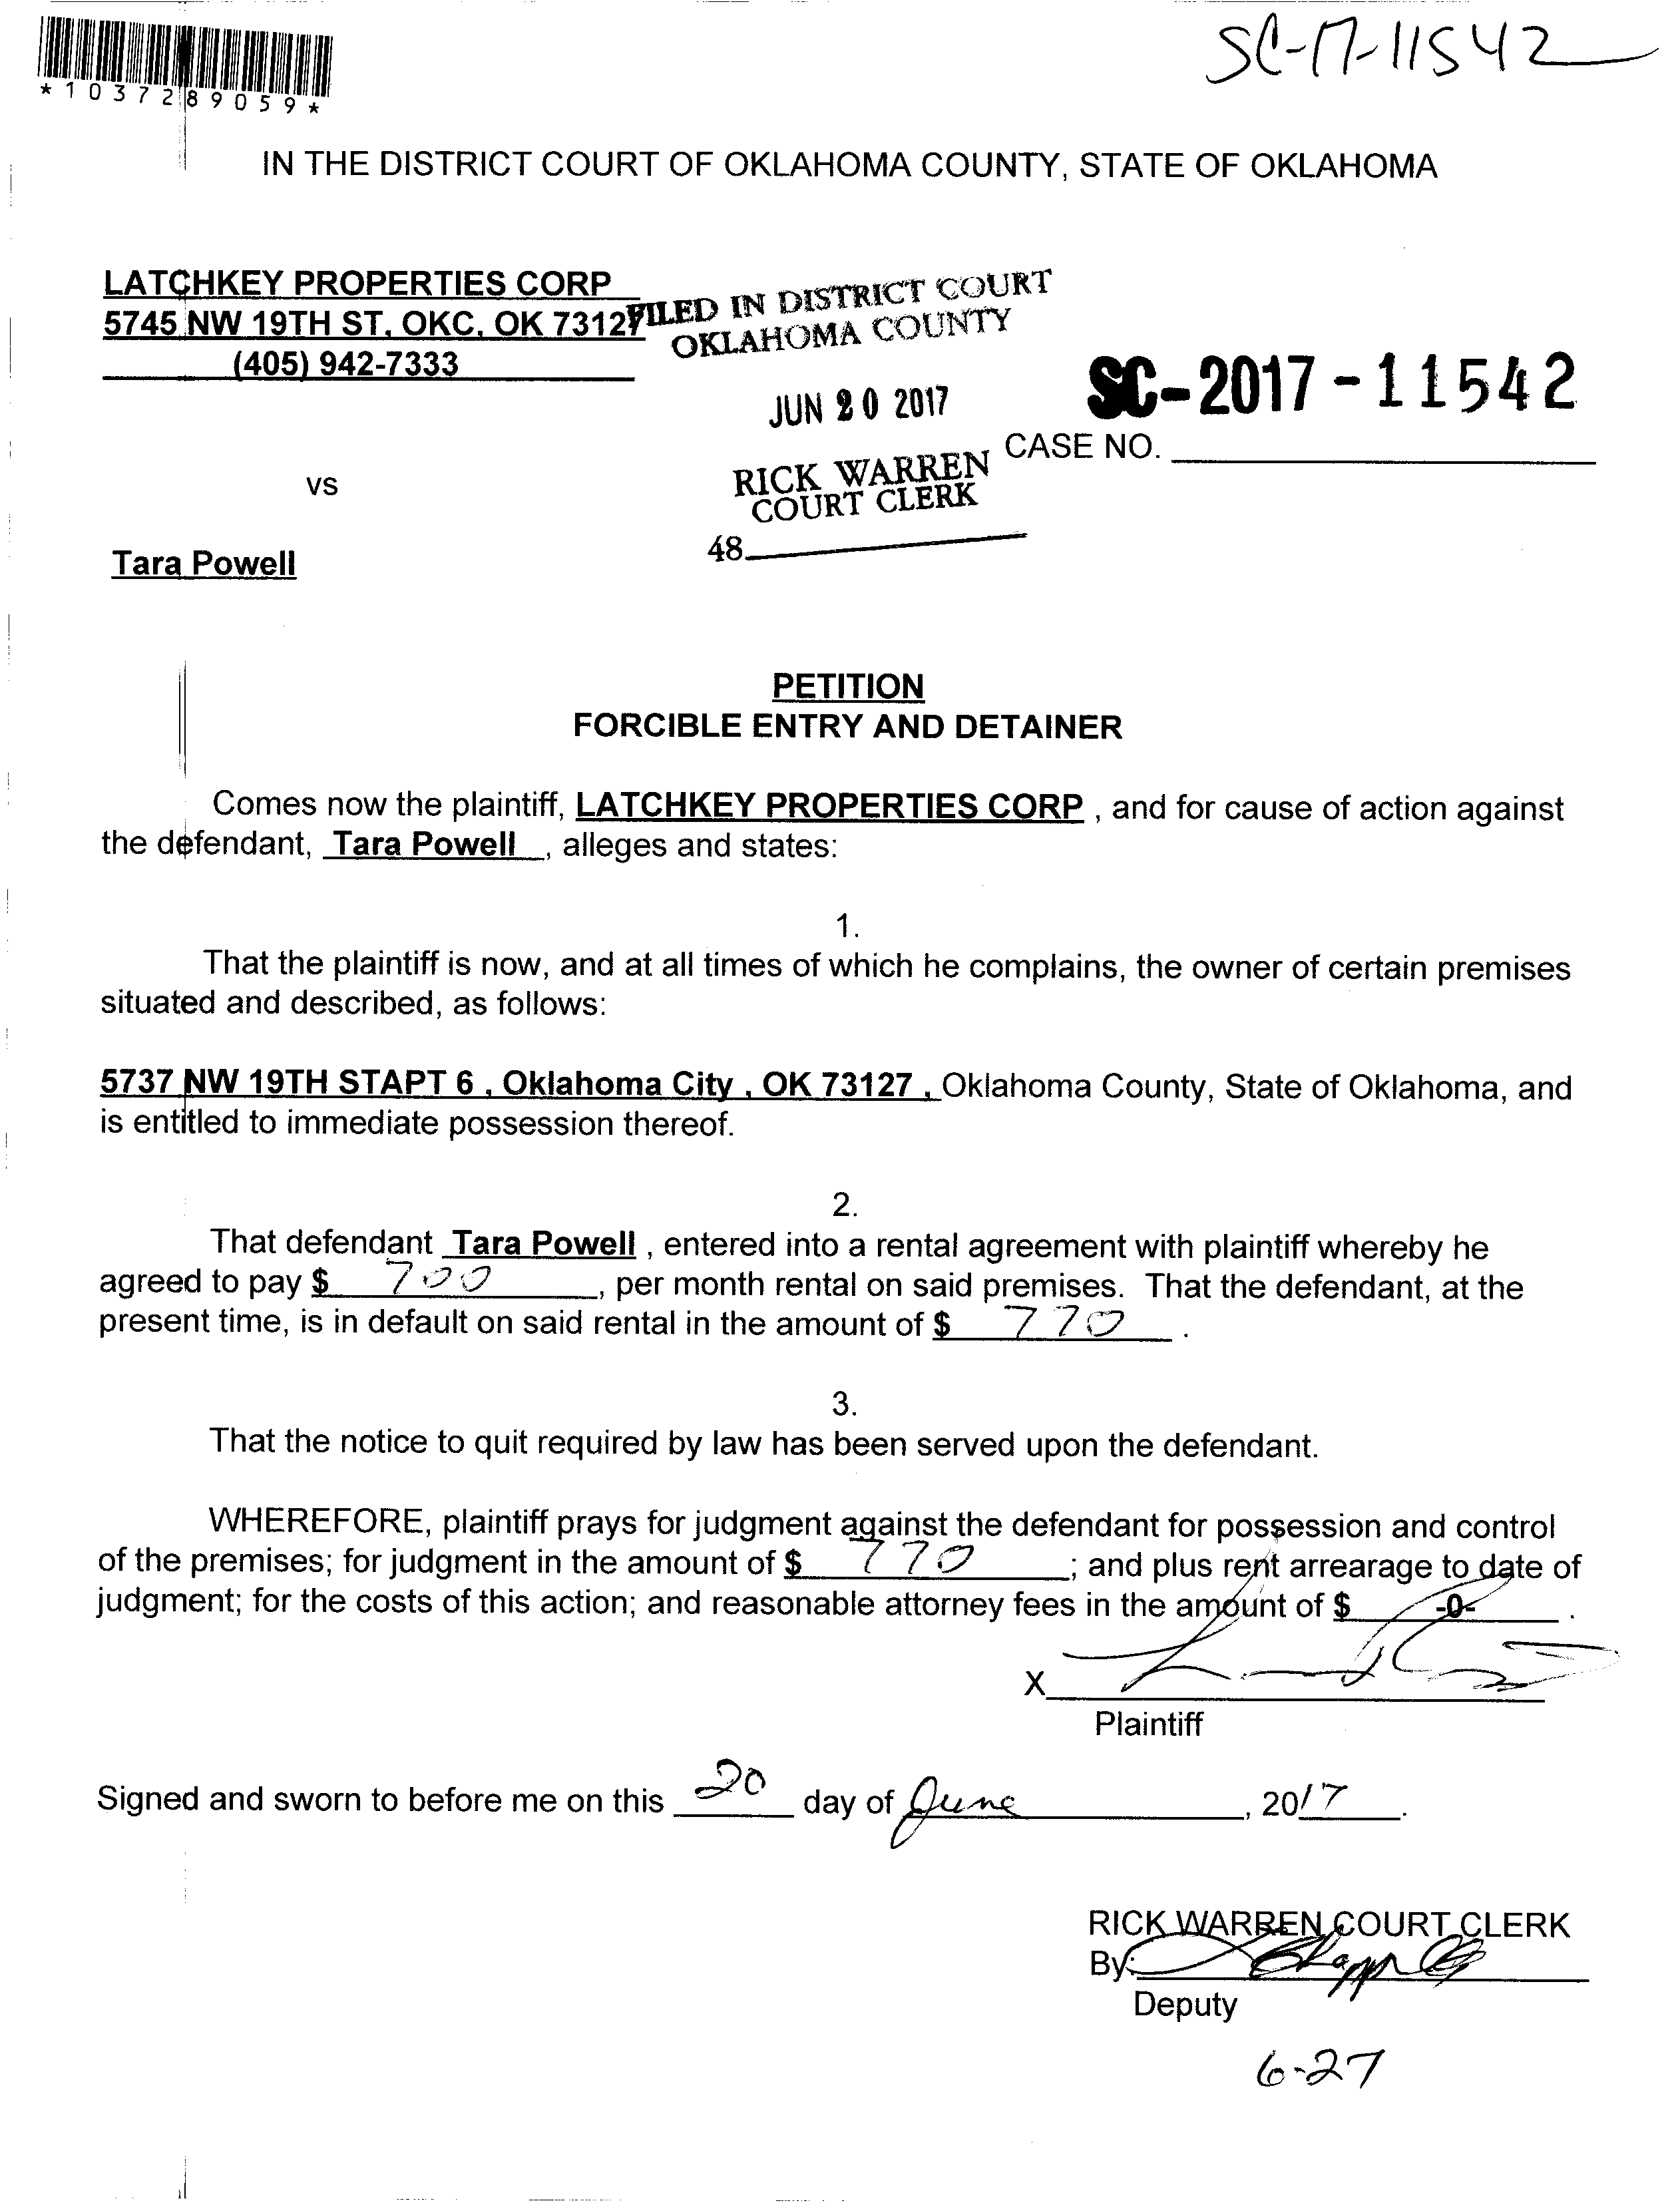 SC-17-11542
*1037289059*
IN THE DISTRICT COURT OF OKLAHOMA COUNTY, STATE OF OKLAHOMA
LATCHKEY PROPERTIES CORP
5745 NW 19TH ST, OKC, OK 73127
(405) 942-7333
FILED IN DISTRICT COURT
OKLAHOMA COUNTY
JUN 20 2017
RICK WARREN
COURT CLERK
48
SC-2017-11542
CASE NO.
vs
Tara Powell
PETITION
FORCIBLE ENTRY AND DETAINER
Comes now the plaintiff, LATCHKEY PROPERTIES CORP , and for cause of action against
the defendant, Tara Powell , alleges and states:
1.
That the plaintiff is now, and at all times of which he complains, the owner of certain premises
situated and described, as follows:
5737 NW 19TH STAPT 6 , Oklahoma City , OK 73127 , Oklahoma County, State of Oklahoma, and
is entitled to immediate possession thereof.
2.
That defendant Tara Powell , entered into a rental agreement with plaintiff whereby he
agreed to pay $ 700 , per month rental on said premises. That the defendant, at the
present time, is in default on said rental in the amount of $ 770 .
3.
That the notice to quit required by law has been served upon the defendant.
WHEREFORE, plaintiff prays for judgment against the defendant for possession and control
of the premises; for judgment in the amount of $ 770 ; and plus rent arrearage to date of
judgment; for the costs of this action; and reasonable attorney fees in the amount of $ -0- .
X
Plaintiff
Signed and sworn to before me on this 20 day of June , 2017 .
RICK WARREN COURT CLERK
By:
Deputy
6-27